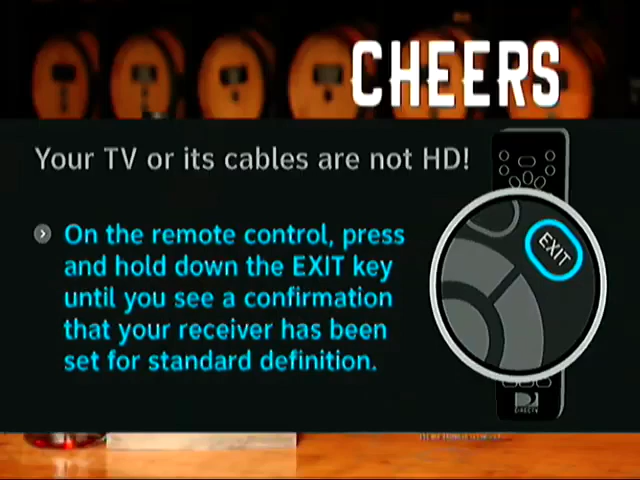 CHEERS
Your TV or its cables are not HD!
On the remote control, press
and hold down the EXIT key
until you see a confirmation
that your receiver has been
set for standard definition.
EXIT
DIRECTV